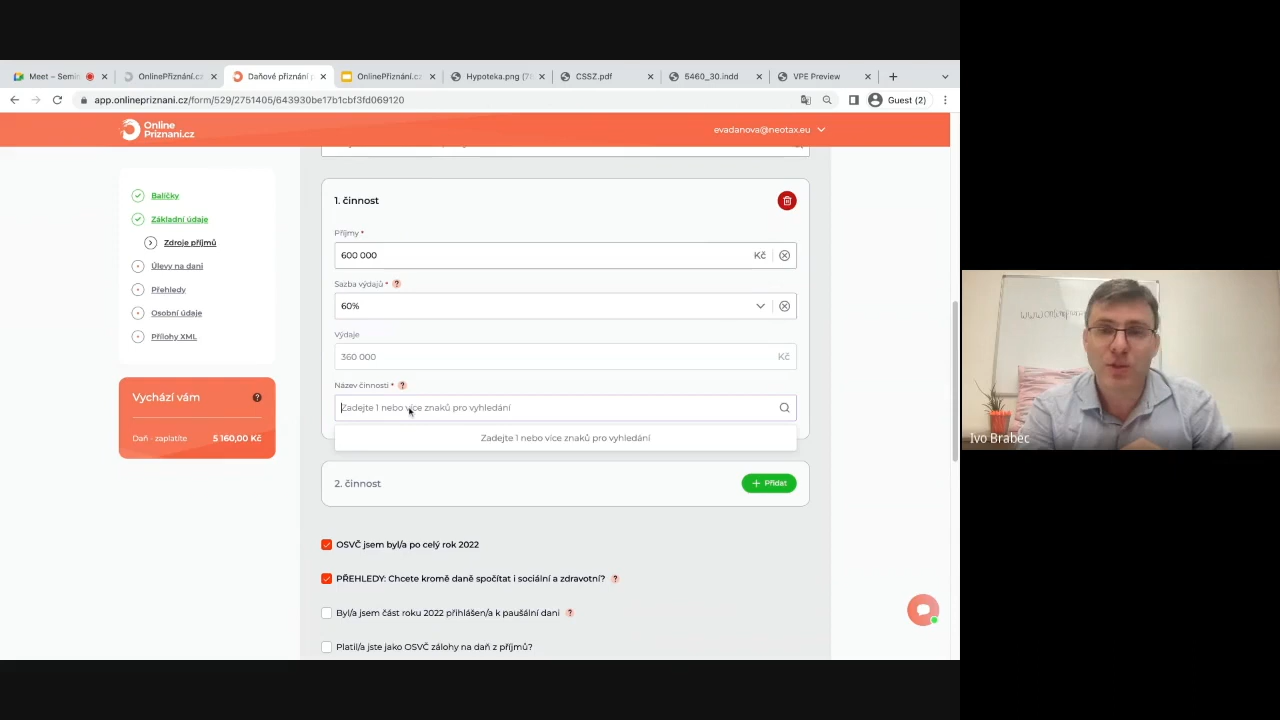 Meet – Semin
OnlinePřiznání.cz
Daňové přiznání p
OnlinePřiznání.cz
Hypoteka.png (7
CSSZ.pdf
5460_30.indd
VPE Preview
app.onlinepriznani.cz/form/529/2751405/643930be17b1cbf3fd069120
Guest (2)
Online
Priznani.cz
evadanova@neotax.eu
Balíčky
Základní údaje
Zdroje příjmů
Úlevy na dani
Přehledy
Osobní údaje
Přílohy XML
Vychází vám
?
Daň - zaplatíte
5 160,00 Kč
1. činnost
Příjmy *
600 000
Kč
Sazba výdajů * ?
60%
Výdaje
360 000
Kč
Název činnosti * ?
Zadejte 1 nebo více znaků pro vyhledání
Zadejte 1 nebo více znaků pro vyhledání
2. činnost
+ Přidat
OSVČ jsem byl/a po celý rok 2022
PŘEHLEDY: Chcete kromě daně spočítat i sociální a zdravotní? ?
Byl/a jsem část roku 2022 přihlášen/a k paušální dani ?
Platil/a jste jako OSVČ zálohy na daň z příjmů?
Ivo Brabec